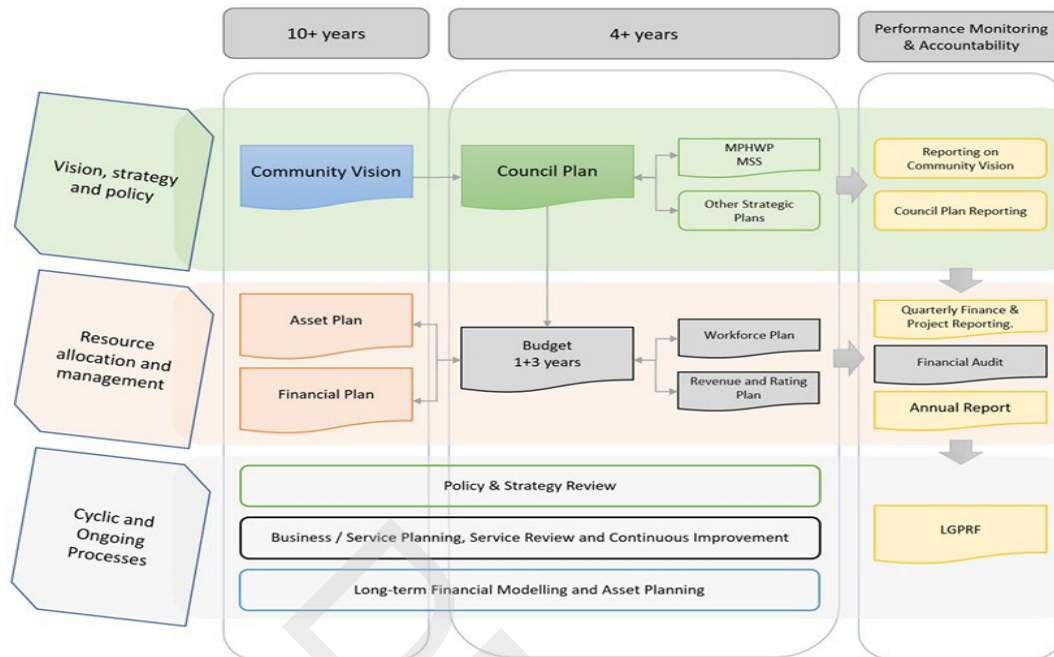 10+ years
4+ years
Performance Monitoring
& Accountability
Vision, strategy
and policy
Community Vision
Council Plan
MPHWP
MSS
Other Strategic
Plans
Reporting on
Community Vision
Council Plan Reporting
Resource
allocation and
management
Asset Plan
Financial Plan
Budget
1+3 years
Workforce Plan
Revenue and Rating
Plan
Quarterly Finance &
Project Reporting.
Financial Audit
Annual Report
Cyclic and
Ongoing
Processes
Policy & Strategy Review
Business / Service Planning, Service Review and Continuous Improvement
Long-term Financial Modelling and Asset Planning
LGPRF